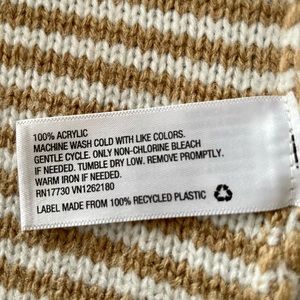 100% ACRYLIC
MACHINE WASH COLD WITH LIKE COLORS.
GENTLE CYCLE. ONLY NON-CHLORINE BLEACH
IF NEEDED. TUMBLE DRY LOW. REMOVE PROMPTLY.
WARM IRON IF NEEDED.
RN17730 VN1262180
LABEL MADE FROM 100% RECYCLED PLASTIC